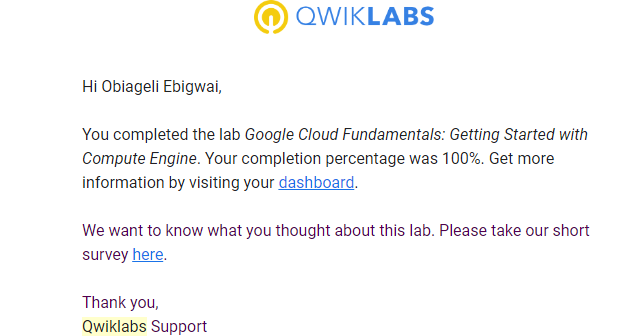 QWIKLABS
Hi Obiageli Ebigwai,
You completed the lab Google Cloud Fundamentals: Getting Started with
Compute Engine. Your completion percentage was 100%. Get more
information by visiting your dashboard.
We want to know what you thought about this lab. Please take our short
survey here.
Thank you,
Qwiklabs Support